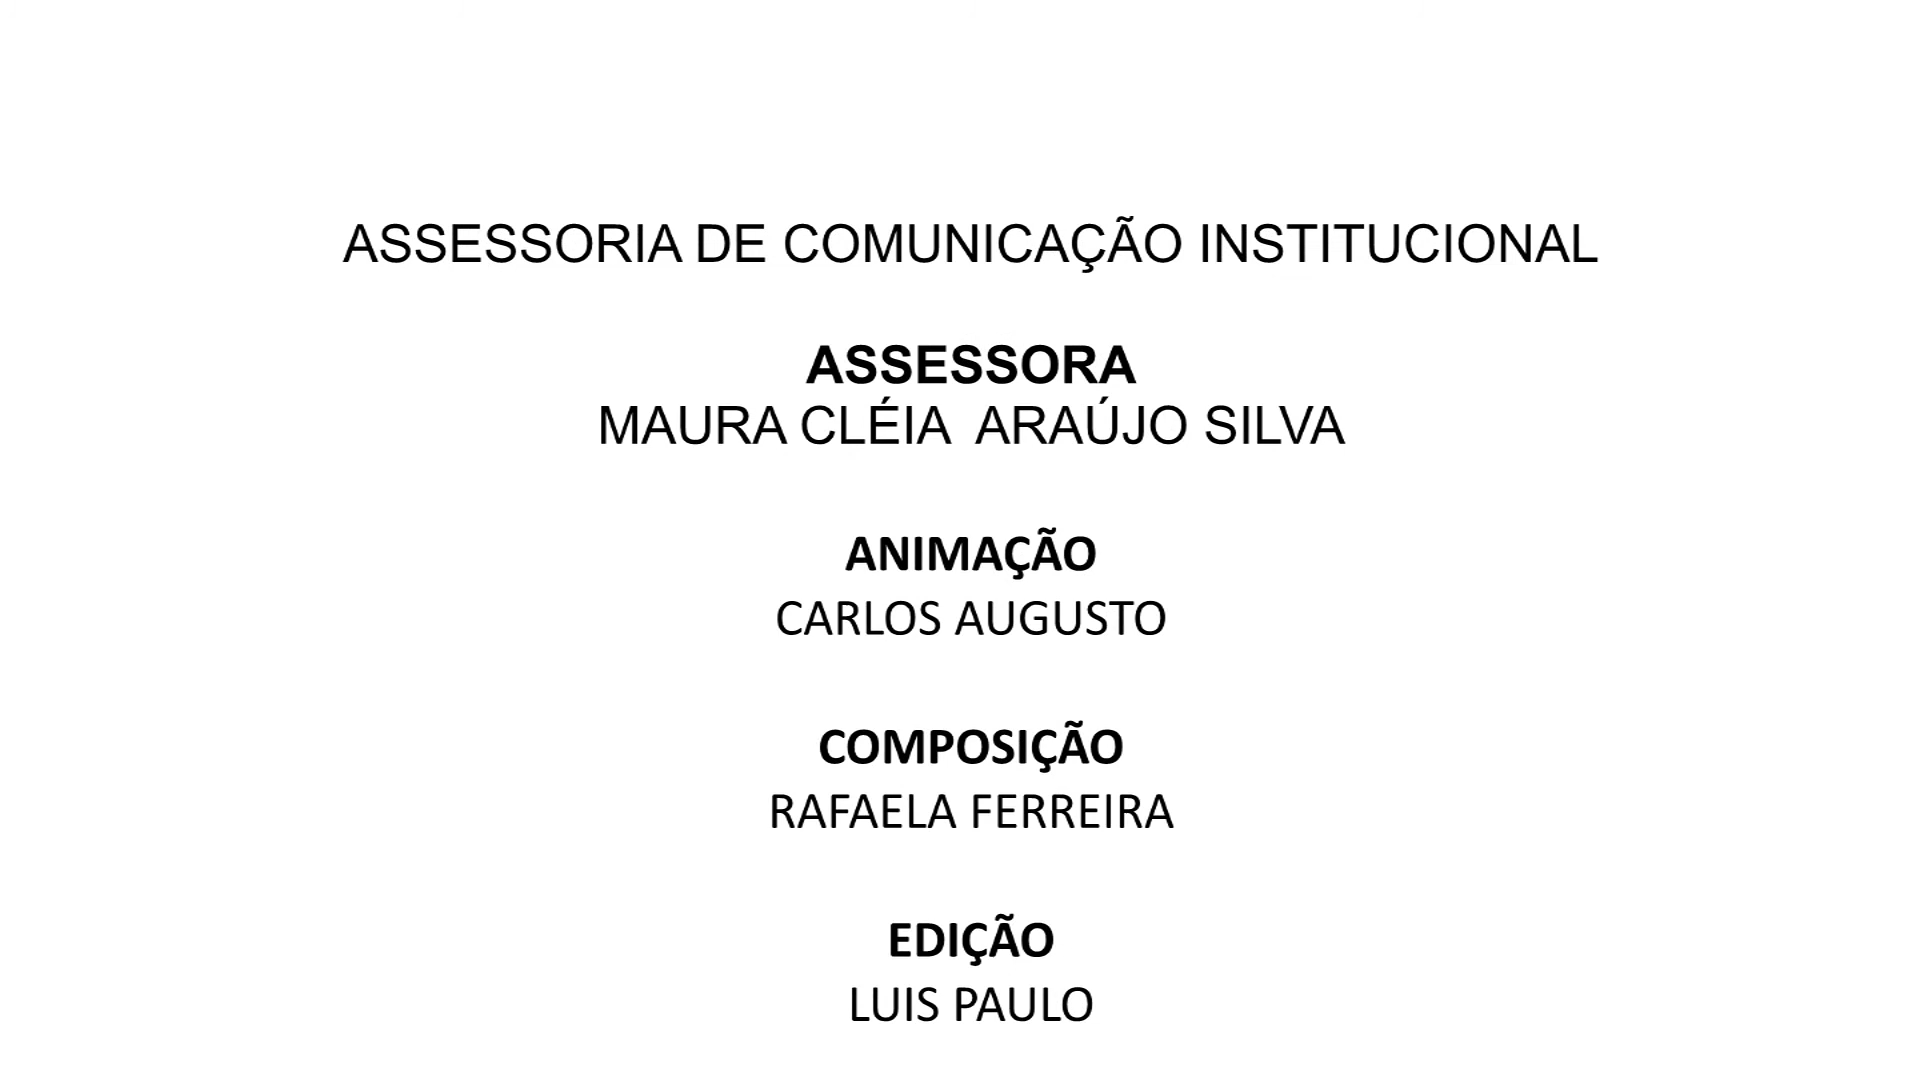 ASSESSORIA DE COMUNICAÇÃO INSTITUCIONAL
ASSESSORA
MAURA CLÉIA  ARAÚJO SILVA
ANIMAÇÃO
CARLOS AUGUSTO
COMPOSIÇÃO
RAFAELA FERREIRA
EDIÇÃO
LUIS PAULO